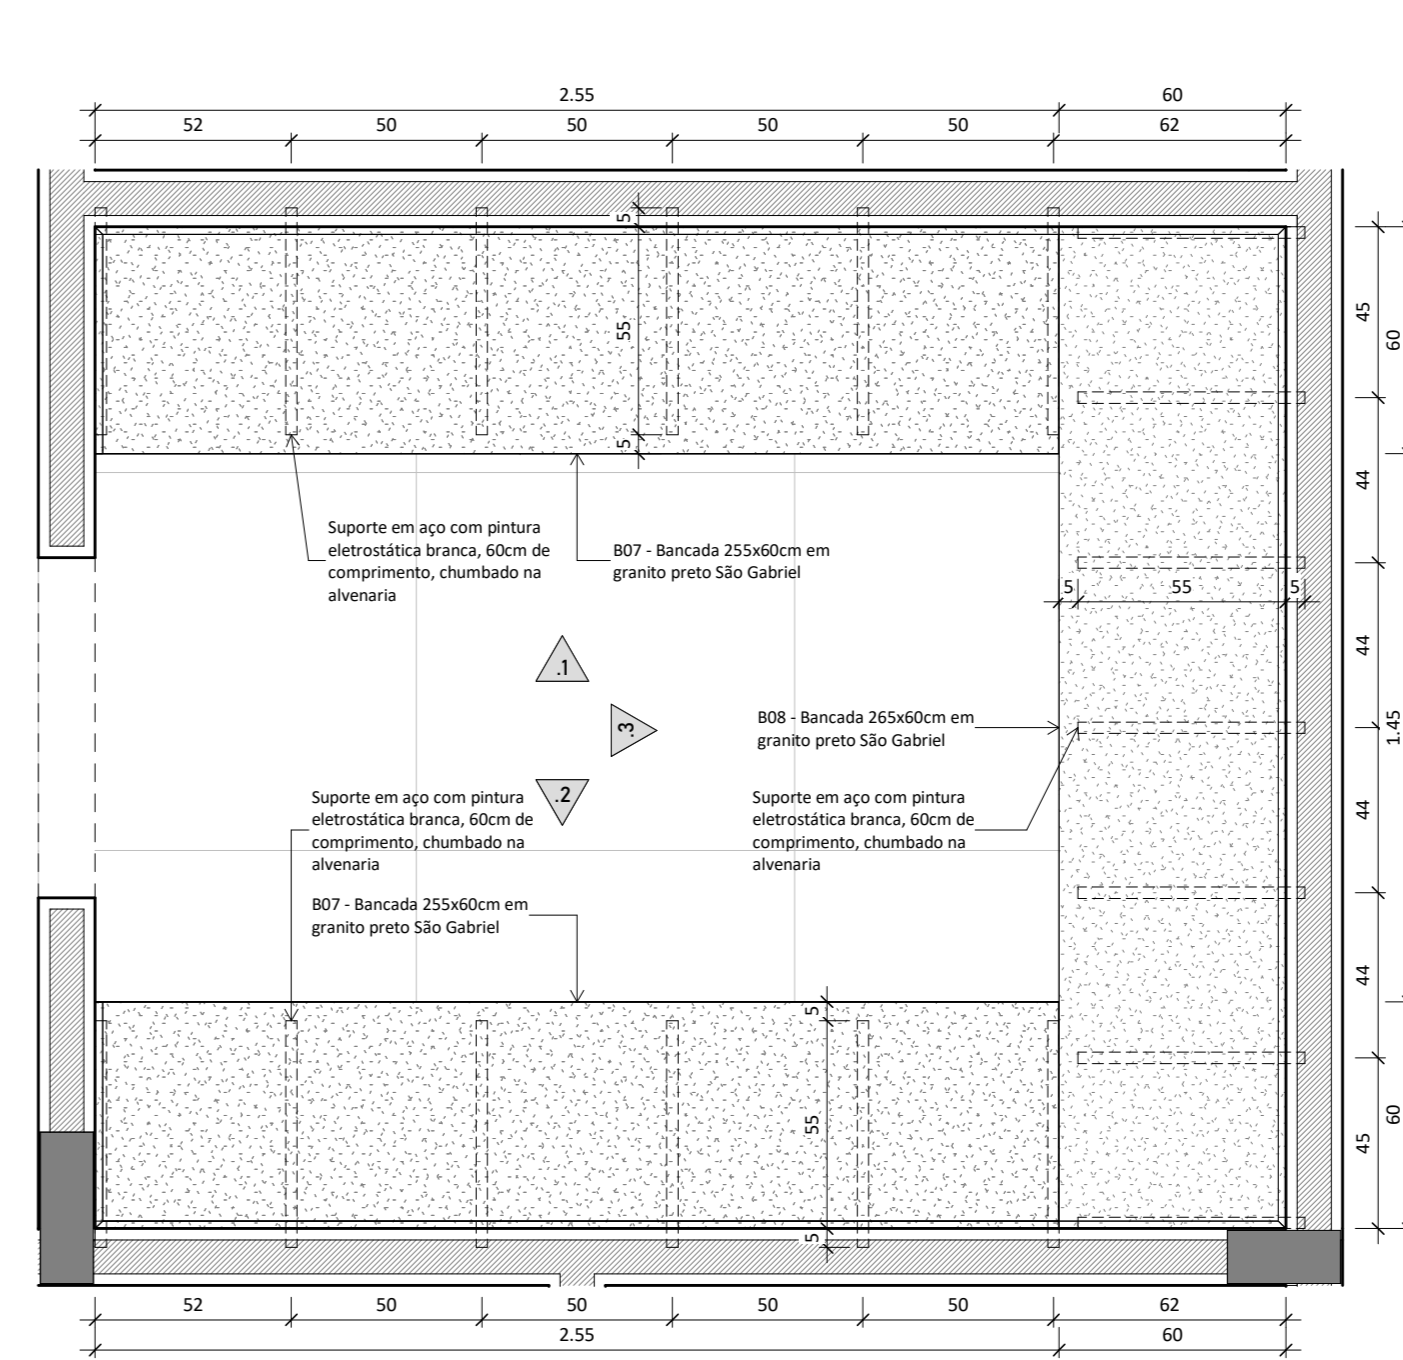 2.55
60
52
50
50
50
50
62
5
55
5
45
60
44
Suporte em aço com pintura
eletrostática branca, 60cm de
comprimento, chumbado na
alvenaria
B07 - Bancada 255x60cm em
granito preto São Gabriel
5
55
5
44
.1
.3
.2
B08 - Bancada 265x60cm em
granito preto São Gabriel
1.45
Suporte em aço com pintura
eletrostática branca, 60cm de
comprimento, chumbado na
alvenaria
Suporte em aço com pintura
eletrostática branca, 60cm de
comprimento, chumbado na
alvenaria
44
B07 - Bancada 255x60cm em
granito preto São Gabriel
44
5
55
5
60
45
52
50
50
50
50
62
2.55
60